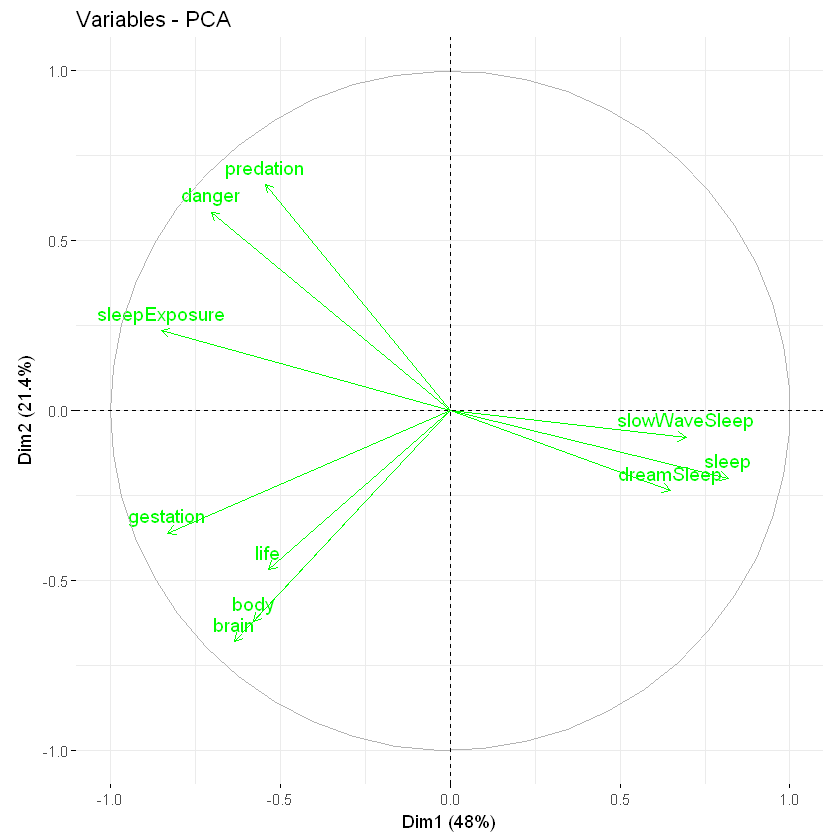 Variables - PCA
1.0
predation
danger
0.5
sleepExposure
0.0
slowWaveSleep
sleep
dreamSleep
gestation
life
-0.5
body
brain
-1.0
-1.0 -0.5 0.0 0.5 1.0
Dim1 (48%)
Dim2 (21.4%)